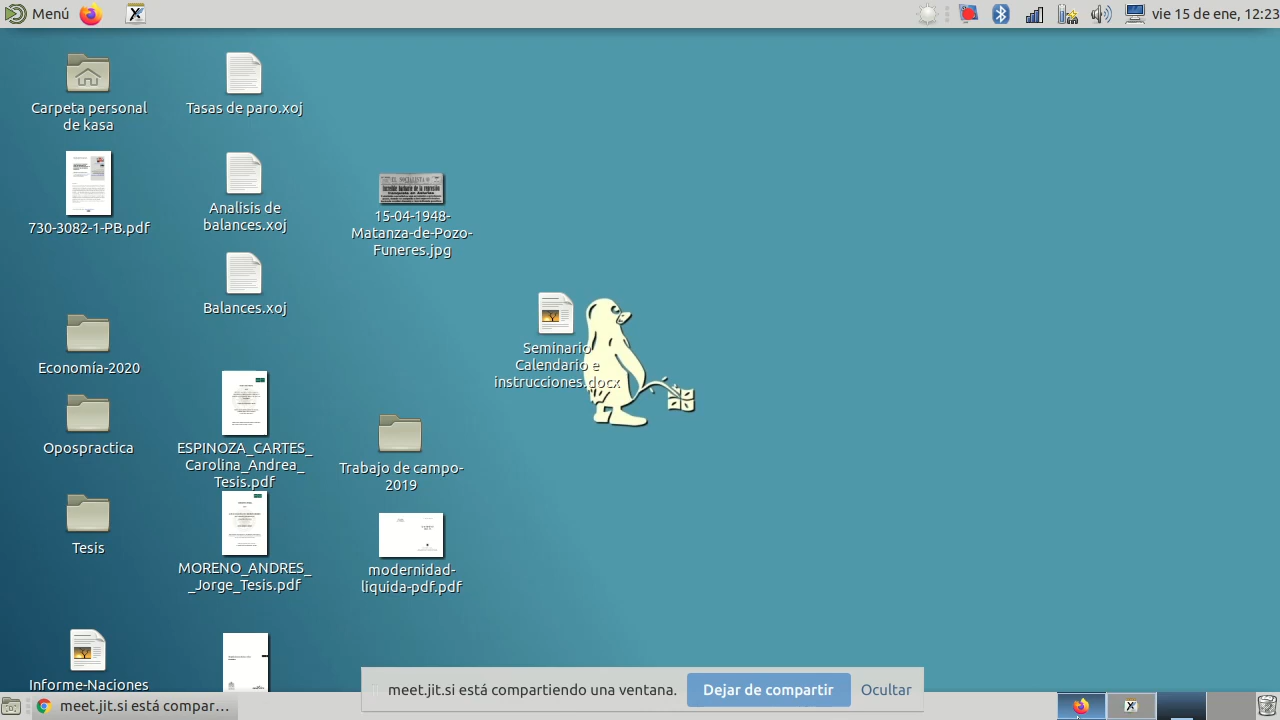 Menú
vie 15 de ene, 12:23
Carpeta personal
de kasa
Tasas de paro.xoj
730-3082-1-PB.pdf
Analisis de
balances.xoj
15-04-1948-
Matanza-de-Pozo-
Funeres.jpg
Balances.xoj
Economía-2020
Seminario
Calendario e
instrucciones.docx
Opospractica
ESPINOZA_CARTES_
Carolina_Andrea_
Tesis.pdf
Trabajo de campo-
2019
Tesis
MORENO_ANDRES_
_Jorge_Tesis.pdf
modernidad-
liquida-pdf.pdf
Informe-Naciones
meet.jit.si está compartiendo una ventana.
Dejar de compartir
Ocultar
meet.jit.si está compar...